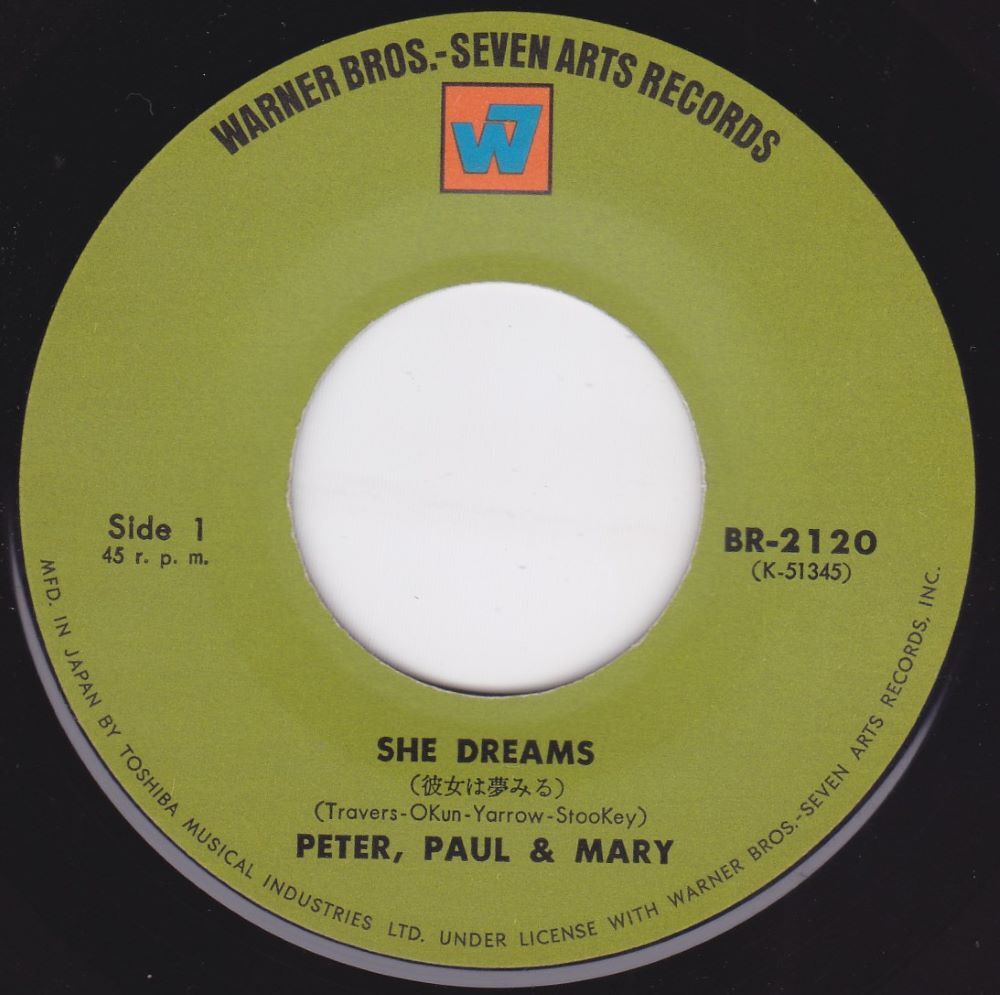 WARNER BROS.-SEVEN ARTS RECORDS
W7
Side 1
45 r. p. m.
BR-2120
(K-51345)
SHE DREAMS
(彼女は夢みる)
(Travers-OKun-Yarrow-StooKey)
PETER, PAUL & MARY
MFD. IN JAPAN BY TOSHIBA MUSICAL INDUSTRIES LTD. UNDER LICENSE WITH WARNER BROS.-SEVEN ARTS RECORDS, INC.